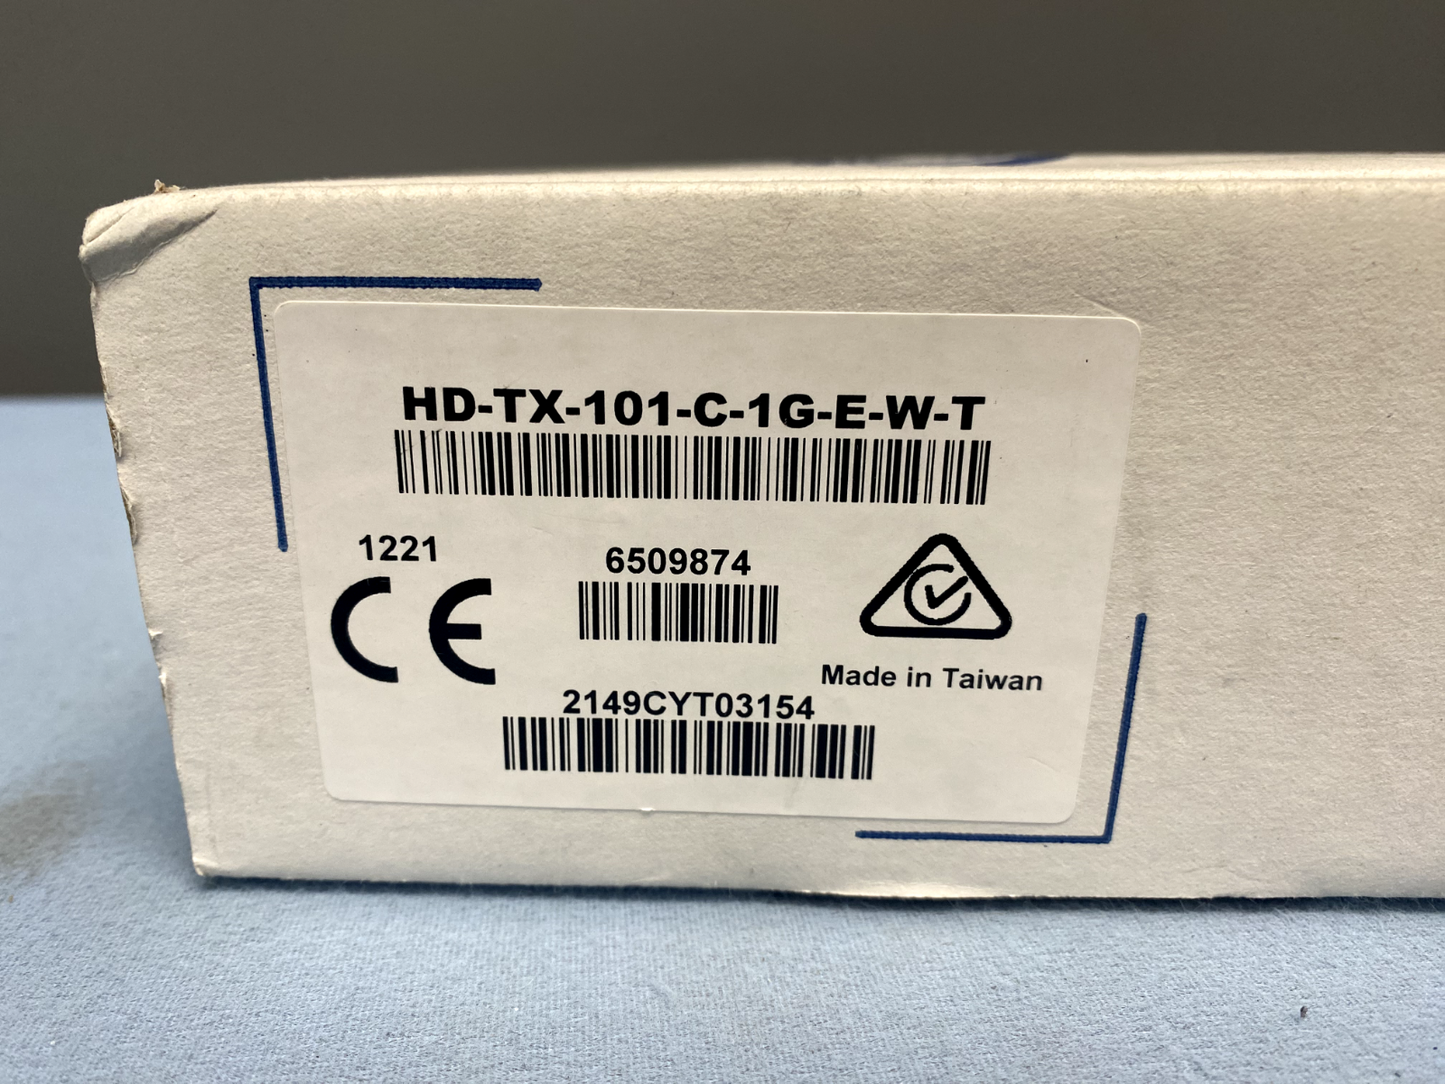 HD-TX-101-C-1G-E-W-T
1221
6509874
CE
Made in Taiwan
2149CYT03154